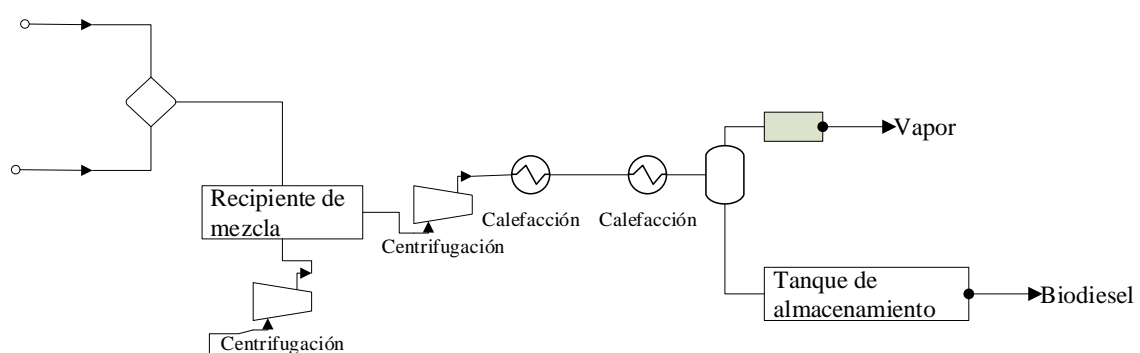 Vapor
Recipiente de
mezcla
Calefacción
Calefacción
Centrifugación
Tanque de
almacenamiento
Biodiesel
Centrifugación